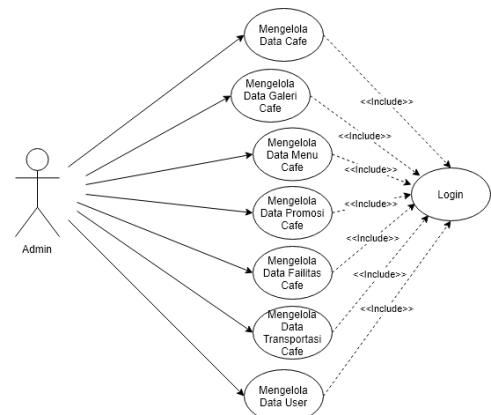 Mengelola
Data Cafe
Mengelola
Data Galeri
Cafe
<<Include>>
<<Include>>
Mengelola
Data Menu
Cafe
<<Include>>
Login
Mengelola
Data Promosi
Cafe
<<Include>>
Admin
Mengelola
Data Failitas
Cafe
<<Include>>
<<Include>>
Mengelola
Data
Transportasi
Cafe
<<Include>>
Mengelola
Data User